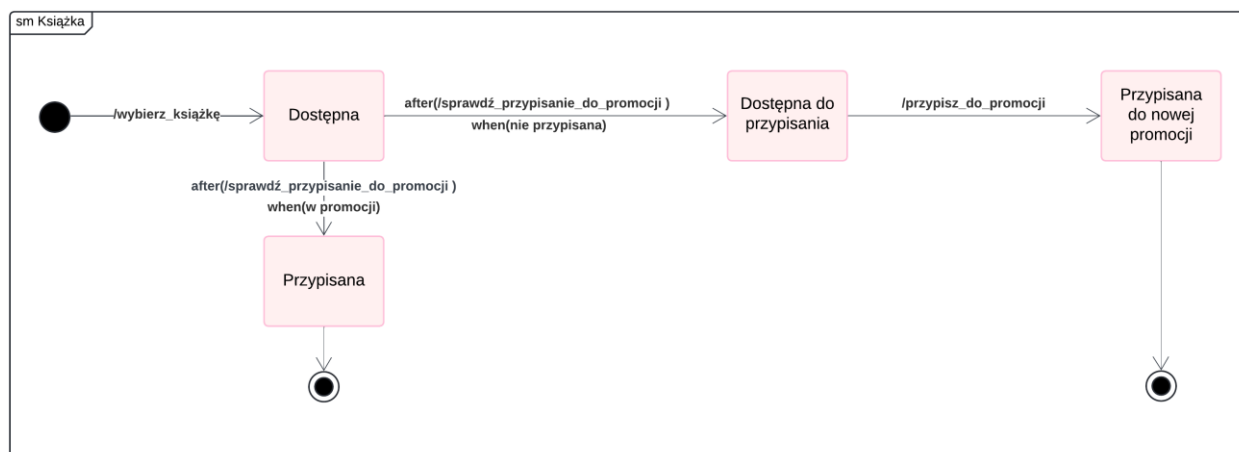 sm Książka
/wybierz_książkę
Dostępna
after(/sprawdź_przypisanie_do_promocji )
when(nie przypisana)
Dostępna do
przypisania
/przypisz_do_promocji
Przypisana
do nowej
promocji
after(/sprawdź_przypisanie_do_promocji )
when(w promocji)
Przypisana